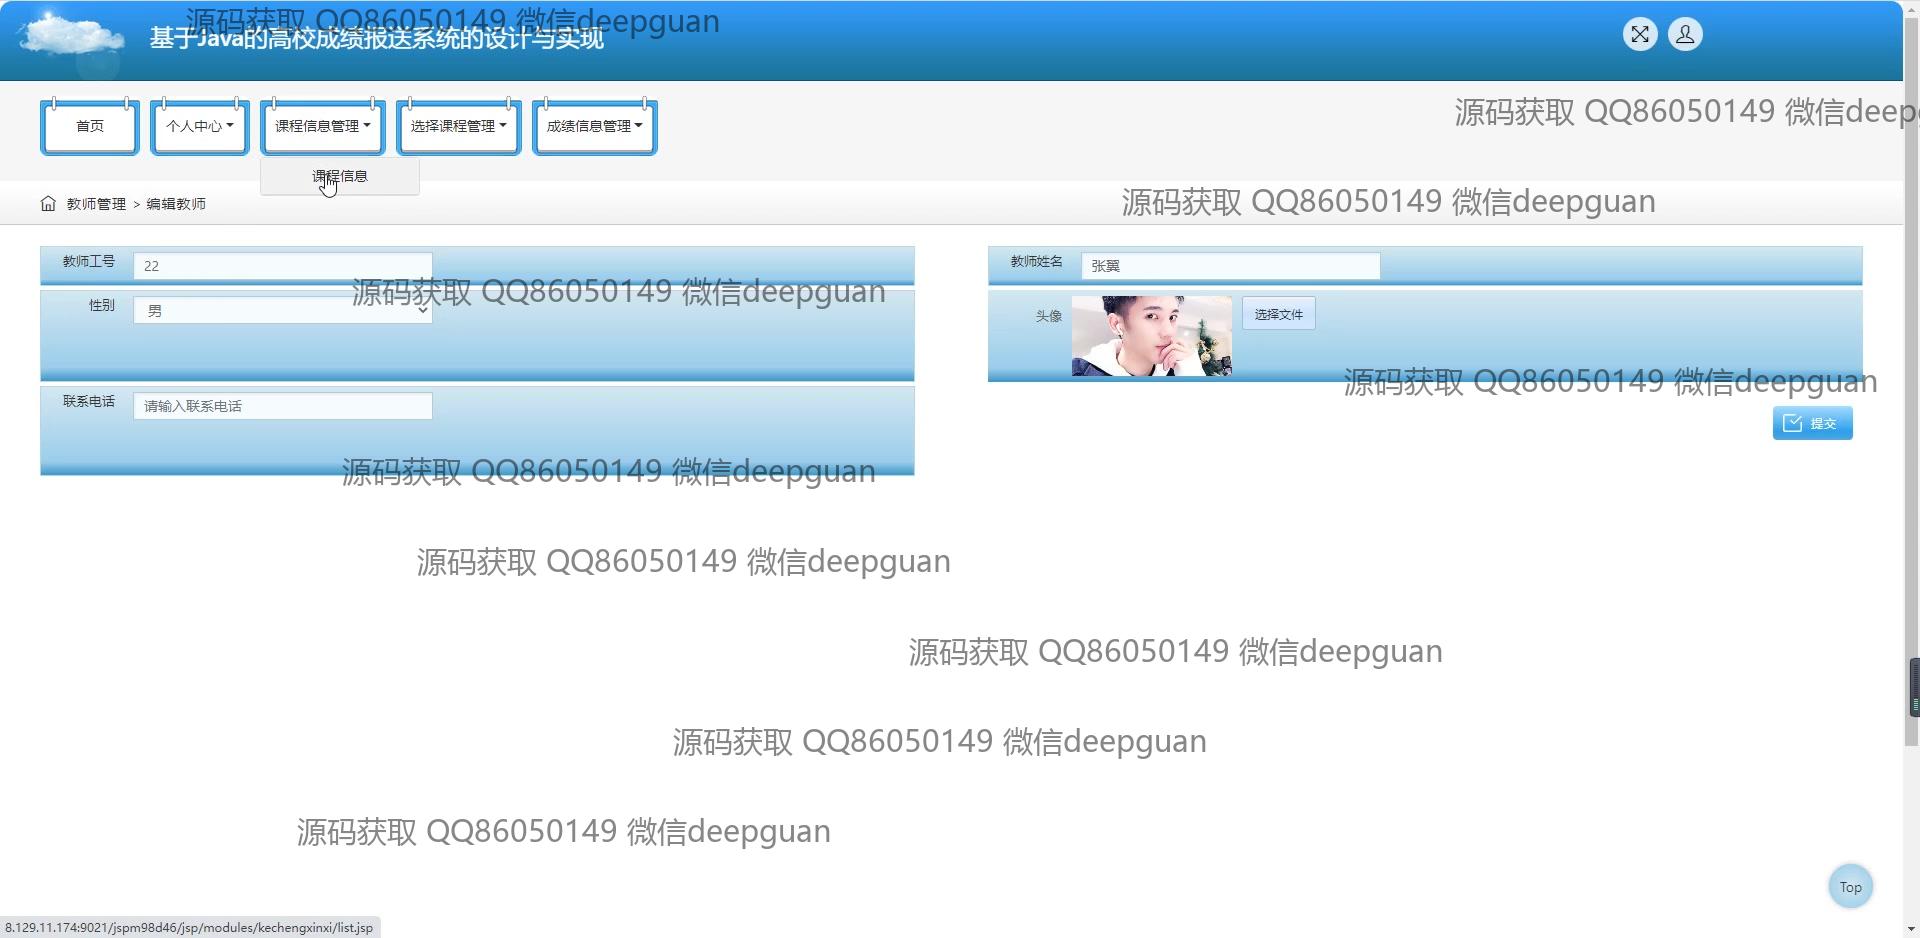 源码获取 QQ86050149 微信deepguan
基于Java的高校成绩报送系统的设计与实现
首页
个人中心
课程信息管理
选择课程管理
成绩信息管理
源码获取 QQ86050149 微信deep
课程信息
教师管理 > 编辑教师
源码获取 QQ86050149 微信deepguan
教师工号
22
教师姓名
张翼
源码获取 QQ86050149 微信deepguan
性别
男
头像
选择文件
源码获取 QQ86050149 微信deepguan
联系电话
请输入联系电话
提交
源码获取 QQ86050149 微信deepguan
源码获取 QQ86050149 微信deepguan
源码获取 QQ86050149 微信deepguan
源码获取 QQ86050149 微信deepguan
源码获取 QQ86050149 微信deepguan
Top
8.129.11.174:9021/jspm98d46/jsp/modules/kechengxinxi/list.jsp